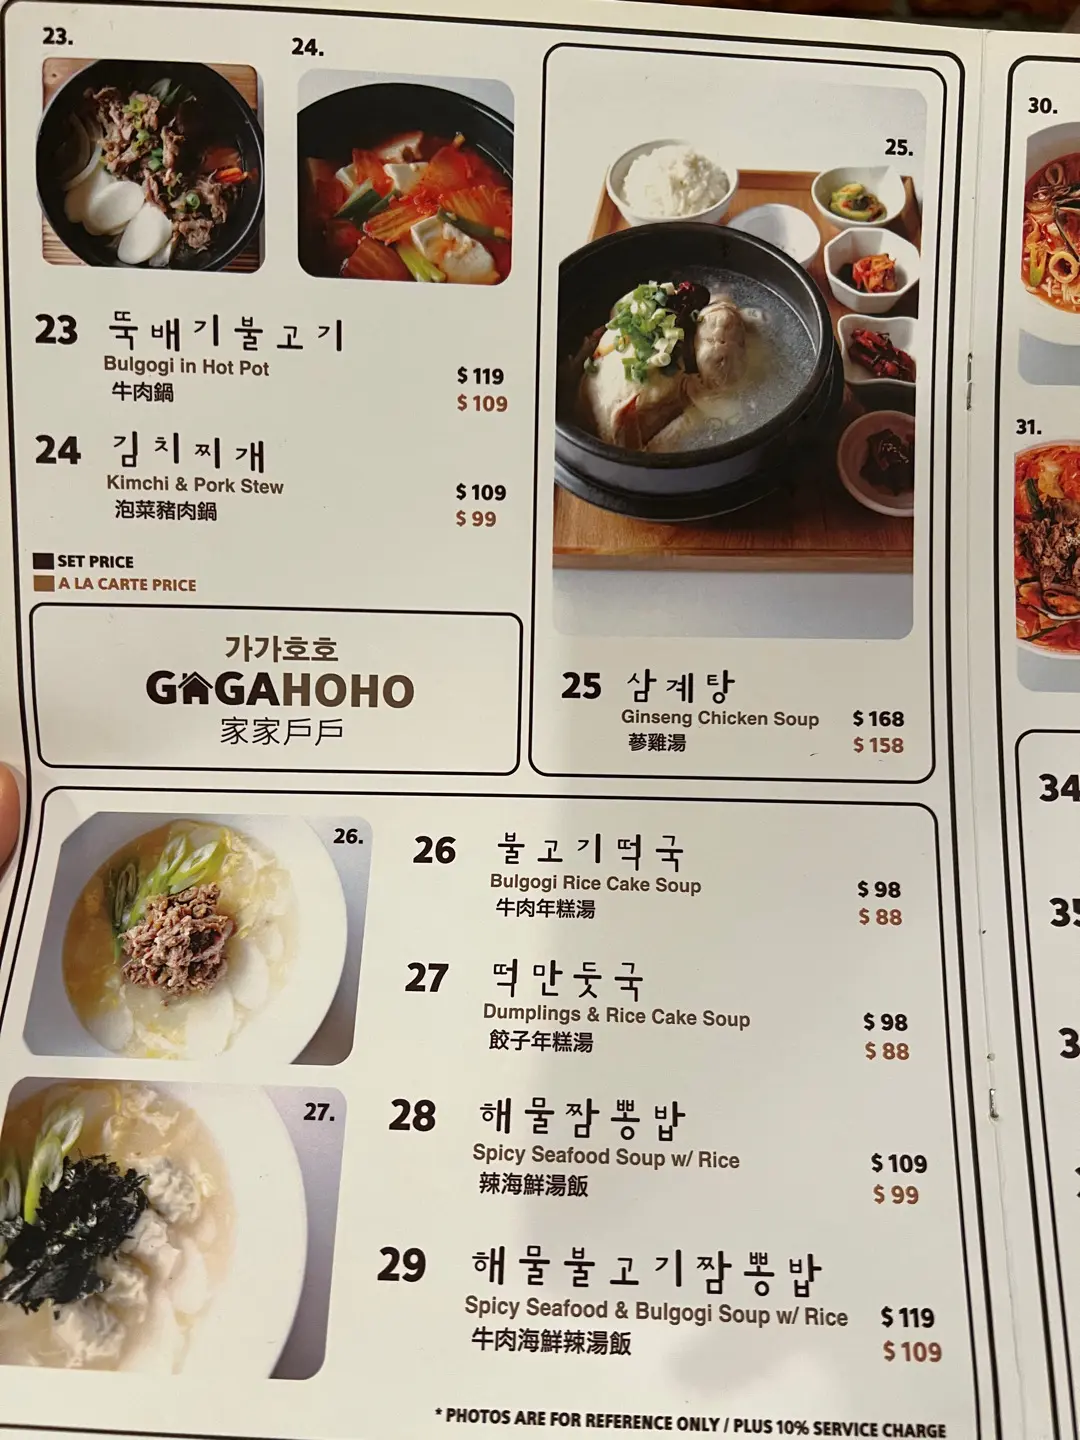 23.
24.
23 뚝배기불고기
Bulgogi in Hot Pot $ 119
牛肉鍋 $ 109
24 김치찌개
Kimchi & Pork Stew $ 109
泡菜豬肉鍋 $ 99
SET PRICE
A LA CARTE PRICE
가가호호
GAGAHOHO
家家戶戶
25.
25 삼계탕
Ginseng Chicken Soup $ 168
蔘雞湯 $ 158
26.
26 불고기떡국
Bulgogi Rice Cake Soup $ 98
牛肉年糕湯 $ 88
27 떡만둣국
Dumplings & Rice Cake Soup $ 98
餃子年糕湯 $ 88
27.
28 해물짬뽕밥
Spicy Seafood Soup w/ Rice $ 109
辣海鮮湯飯 $ 99
29 해물불고기짬뽕밥
Spicy Seafood & Bulgogi Soup w/ Rice $ 119
牛肉海鮮辣湯飯 $ 109
* PHOTOS ARE FOR REFERENCE ONLY / PLUS 10% SERVICE CHARGE
30.
31.
34